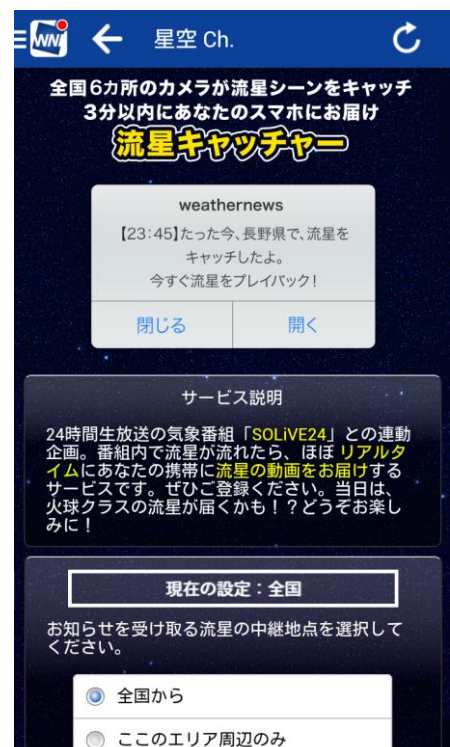 WN
星空 Ch.
全国6カ所のカメラが流星シーンをキャッチ
3分以内にあなたのスマホにお届け
流星キャッチャー
weathernews
【23:45】たった今、長野県で、流星を
キャッチしたよ。
今すぐ流星をプレイバック!
閉じる 開く
サービス説明
24時間生放送の気象番組「SOLiVE24」との連動
企画。番組内で流星が流れたら、ほぼリアルタ
イムにあなたの携帯に流星の動画をお届けする
サービスです。ぜひご登録ください。当日は、
火球クラスの流星が届くかも!?どうぞお楽し
みに!
現在の設定:全国
お知らせを受け取る流星の中継地点を選択して
ください。
全国から
ここのエリア周辺のみ